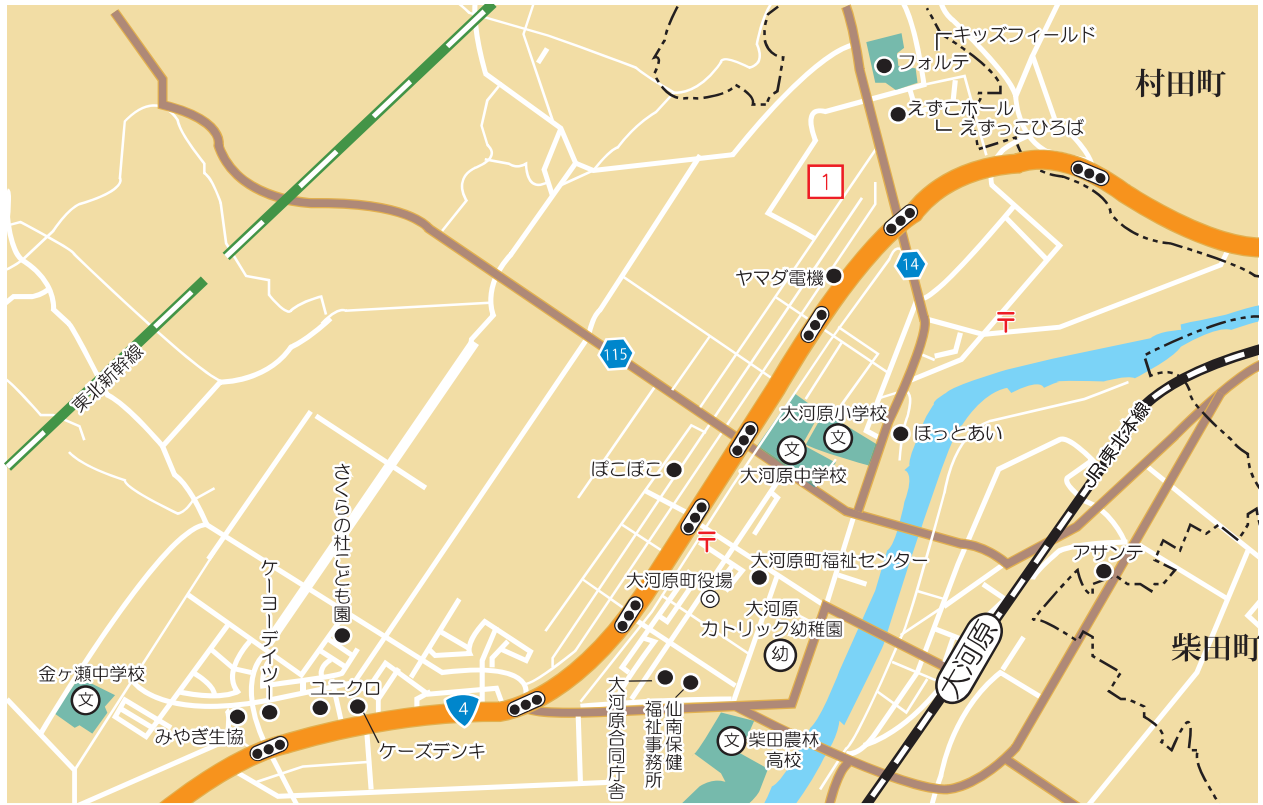 キッズフィールド
フォルテ
村田町
えずこホール
えずっこひろば
1
14
ヤマダ電機
〒
東北新幹線
115
大河原小学校
文
文
大河原中学校
ほっとあい
JR東北本線
ぽこぽこ
さくらの杜こども園
〒
大河原町福祉センター
アサンテ
大河原町役場
大河原
カトリック幼稚園
幼
大河原
柴田町
ケーヨーデイツー
金ヶ瀬中学校
文
ユニクロ
4
みやぎ生協
ケーズデンキ
大河原合同庁舎
仙南保健
福祉事務所
文
柴田農林
高校